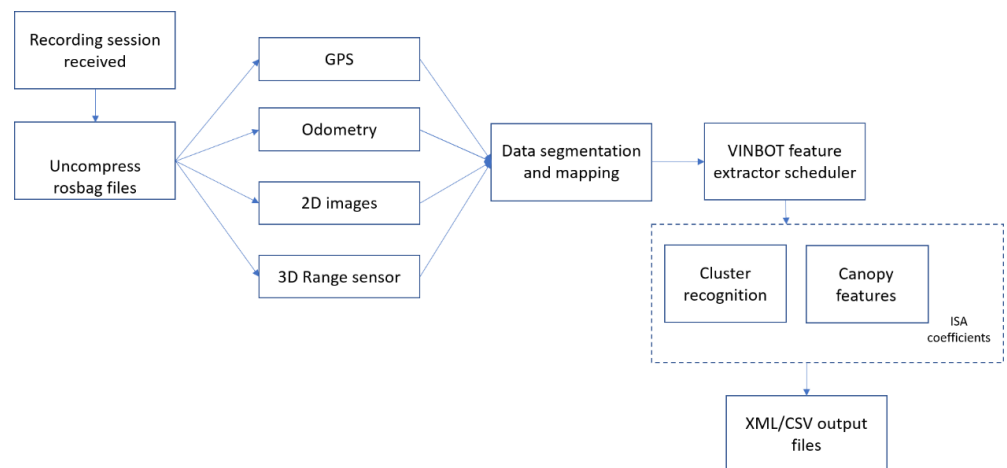 Recording session
received
Uncompress
rosbag files
GPS
Odometry
2D images
3D Range sensor
Data segmentation
and mapping
VINBOT feature
extractor scheduler
Cluster
recognition
Canopy
features
ISA
coefficients
XML/CSV output
files